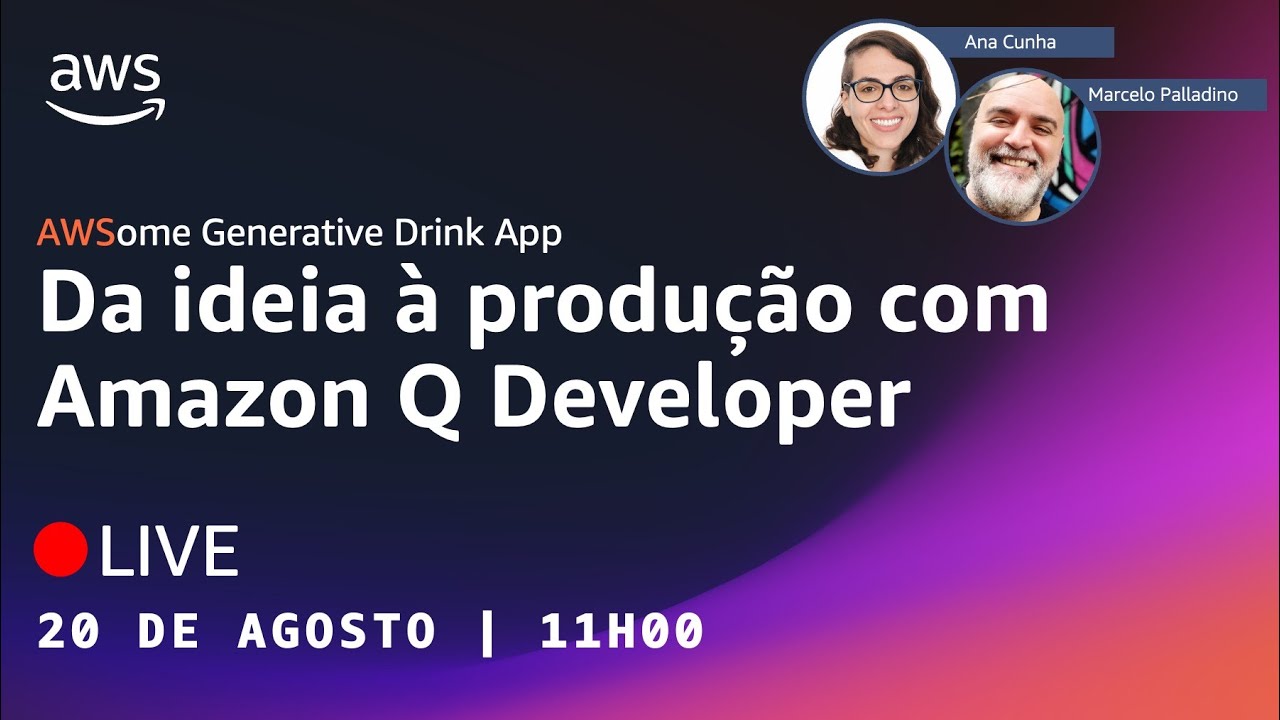 aws
Ana Cunha
Marcelo Palladino
AWSome Generative Drink App
Da ideia à produção com
Amazon Q Developer
LIVE
20 DE AGOSTO | 11H00